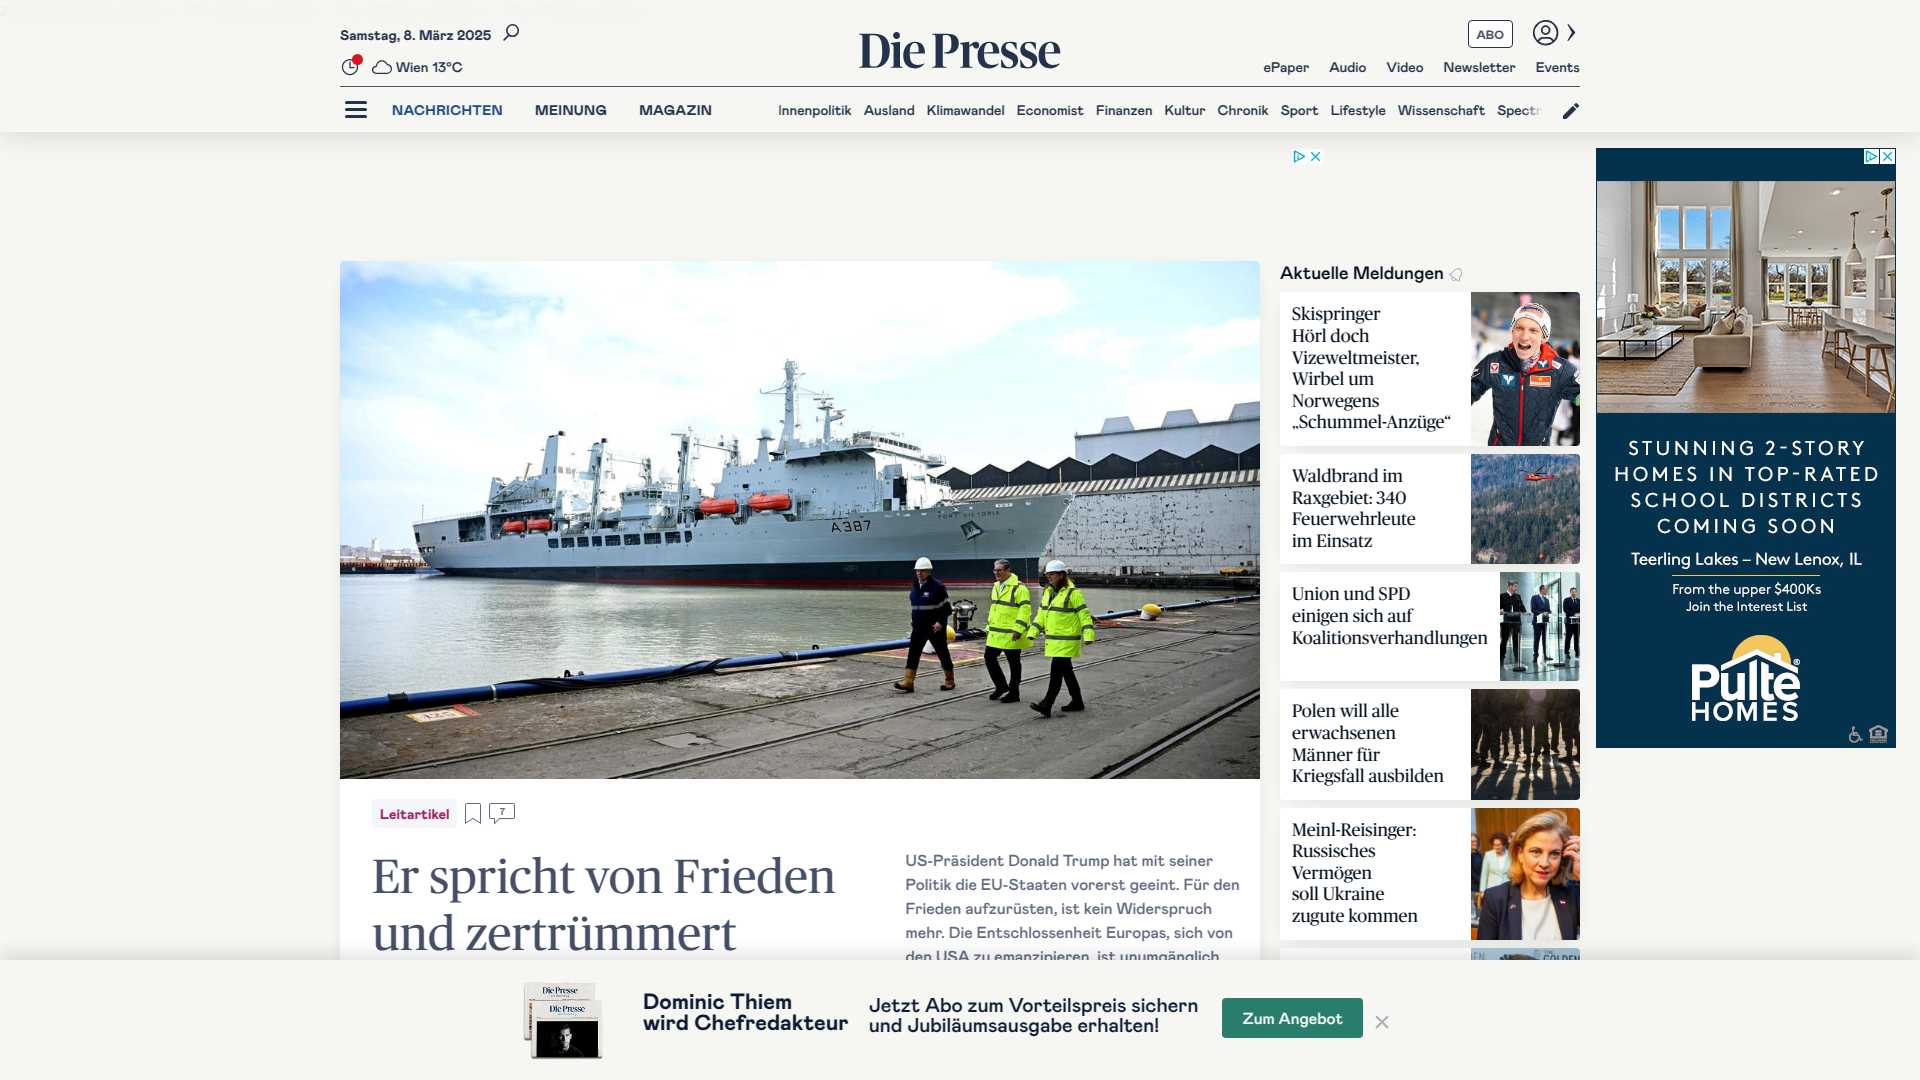 Samstag, 8. März 2025
Die Presse
ABO
Wien 13°C
ePaper Audio Video Newsletter Events
NACHRICHTEN MEINUNG MAGAZIN
Innenpolitik Ausland Klimawandel Economist Finanzen Kultur Chronik Sport Lifestyle Wissenschaft Spectr
Aktuelle Meldungen
Skispringer
Hörl doch
Vizeweltmeister,
Wirbel um
Norwegens
„Schummel-Anzüge“
Waldbrand im
Raxgebiet: 340
Feuerwehrleute
im Einsatz
Union und SPD
einigen sich auf
Koalitionsverhandlungen
Polen will alle
erwachsenen
Männer für
Kriegsfall ausbilden
Meinl-Reisinger:
Russisches
Vermögen
soll Ukraine
zugute kommen
A387
FORT VICTORIA
Leitartikel
7
Er spricht von Frieden
und zertrümmert
US-Präsident Donald Trump hat mit seiner
Politik die EU-Staaten vorerst geeint. Für den
Frieden aufzurüsten, ist kein Widerspruch
mehr. Die Entschlossenheit Europas, sich von
den USA zu emanzipieren, ist unumgänglich
STUNNING 2-STORY
HOMES IN TOP-RATED
SCHOOL DISTRICTS
COMING SOON
Teerling Lakes – New Lenox, IL
From the upper $400Ks
Join the Interest List
Pulte®
HOMES
Die Presse
Die Presse
Dominic Thiem
wird Chefredakteur
Jetzt Abo zum Vorteilspreis sichern
und Jubiläumsausgabe erhalten!
Zum Angebot